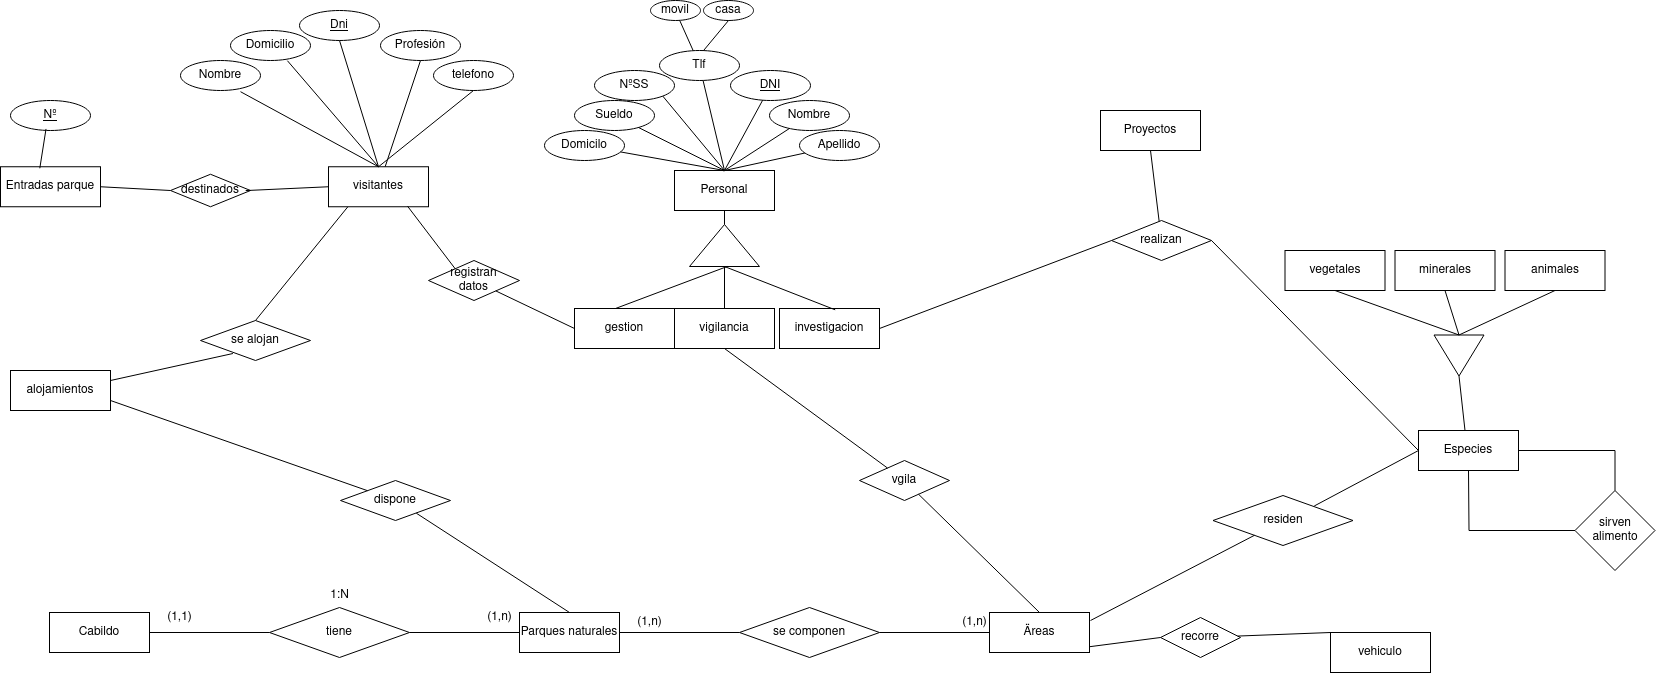 movil
casa
Dni
Domicilio
Profesión
Nombre
telefono
Tlf
NºSS
DNI
Sueldo
Nombre
Domicilo
Apellido
Nº
Proyectos
Entradas parque
destinados
visitantes
Personal
realizan
registran
datos
vegetales
minerales
animales
gestion
vigilancia
investigacion
se alojan
alojamientos
Especies
vgila
dispone
residen
sirven
alimento
1:N
(1,1)
(1,n)
(1,n)
(1,n)
Cabildo
tiene
Parques naturales
se componen
Äreas
recorre
vehiculo